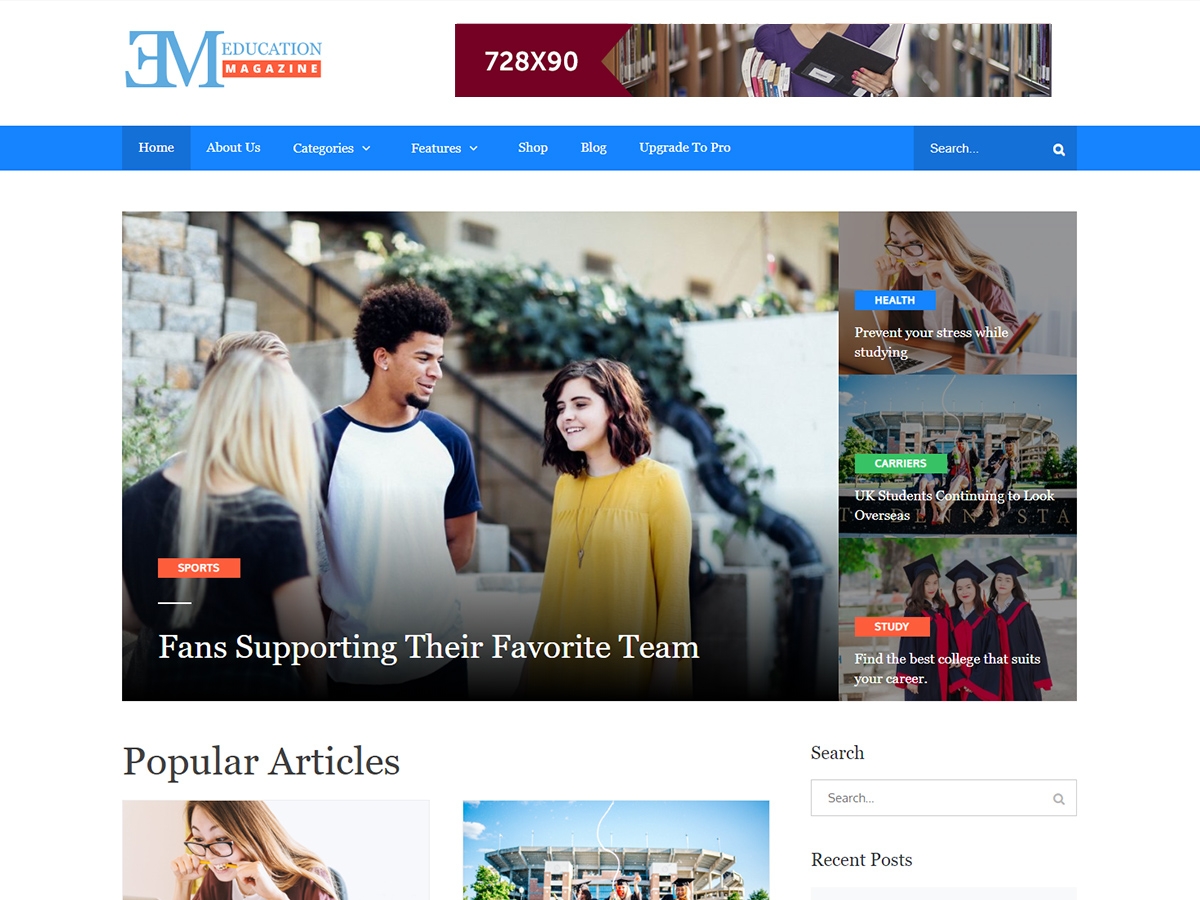 EM EDUCATION
MAGAZINE
728X90
Home About Us Categories Features Shop Blog Upgrade To Pro Search...
HEALTH
Prevent your stress while
studying
CARRIERS
UK Students Continuing to Look
Overseas
SPORTS
Fans Supporting Their Favorite Team
STUDY
Find the best college that suits
your career.
Popular Articles
Search
Search...
Recent Posts